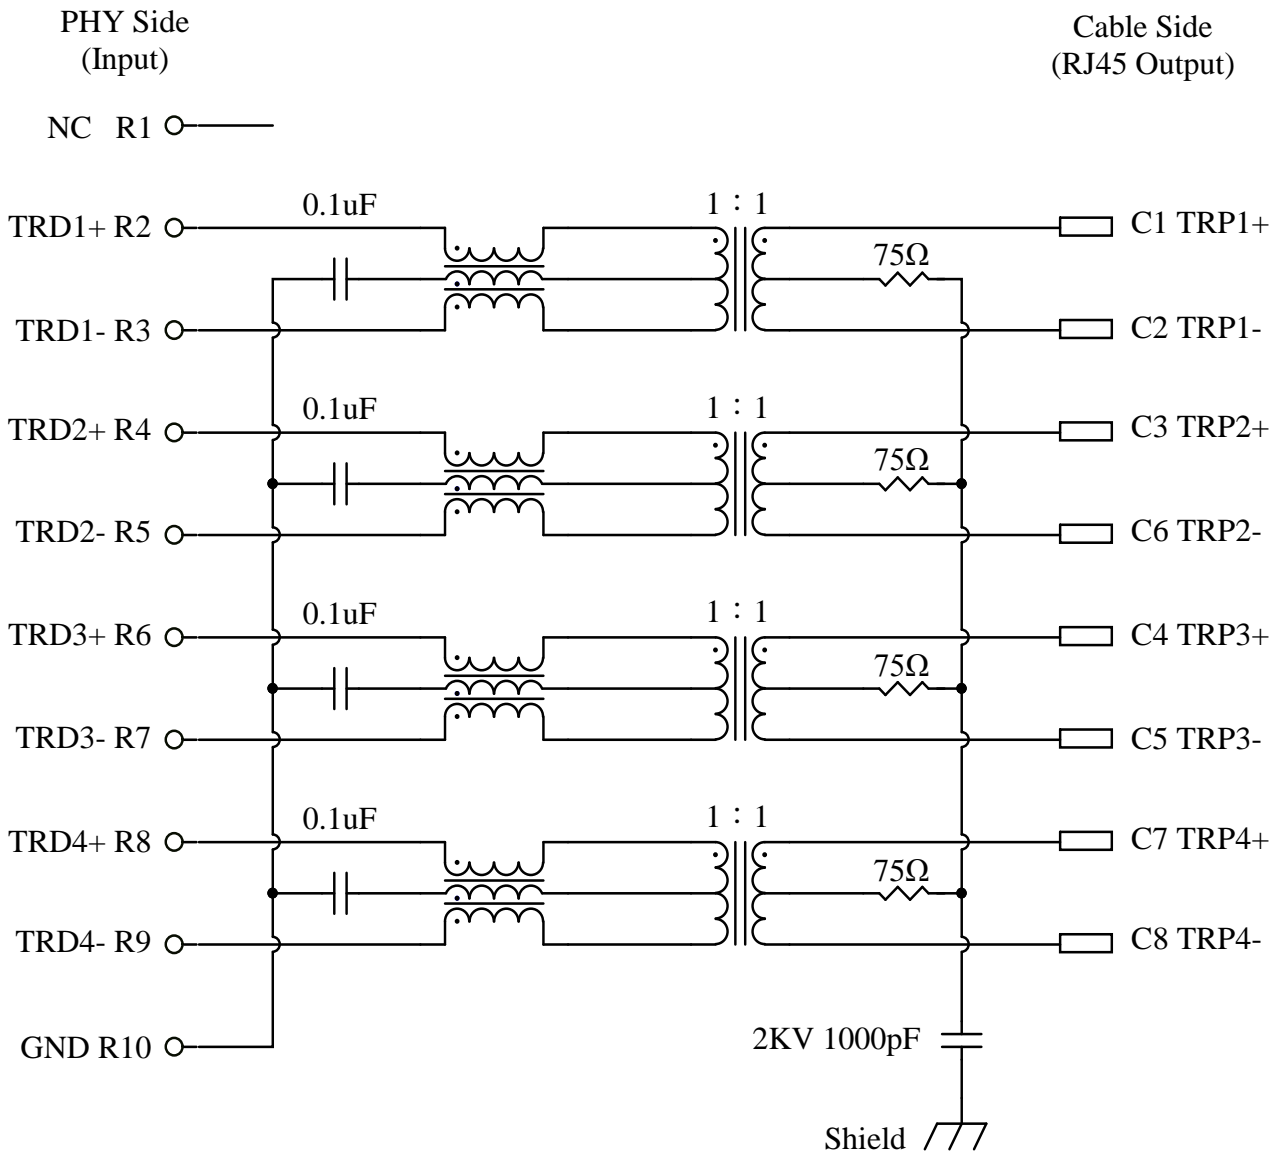 PHY Side
(Input)
Cable Side
(RJ45 Output)
NC R1
0.1uF
1 : 1
TRD1+ R2
C1 TRP1+
75Ω
TRD1- R3
C2 TRP1-
0.1uF
1 : 1
TRD2+ R4
C3 TRP2+
75Ω
TRD2- R5
C6 TRP2-
0.1uF
1 : 1
TRD3+ R6
C4 TRP3+
75Ω
TRD3- R7
C5 TRP3-
0.1uF
1 : 1
TRD4+ R8
C7 TRP4+
75Ω
TRD4- R9
C8 TRP4-
GND R10
2KV 1000pF
Shield